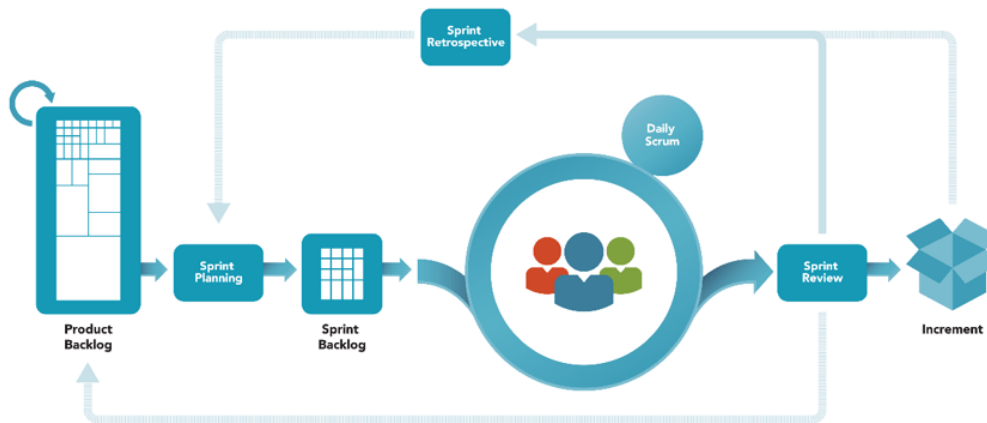 Sprint
Retrospective
Daily
Scrum
Sprint
Planning
Sprint
Review
Product
Backlog
Sprint
Backlog
Increment